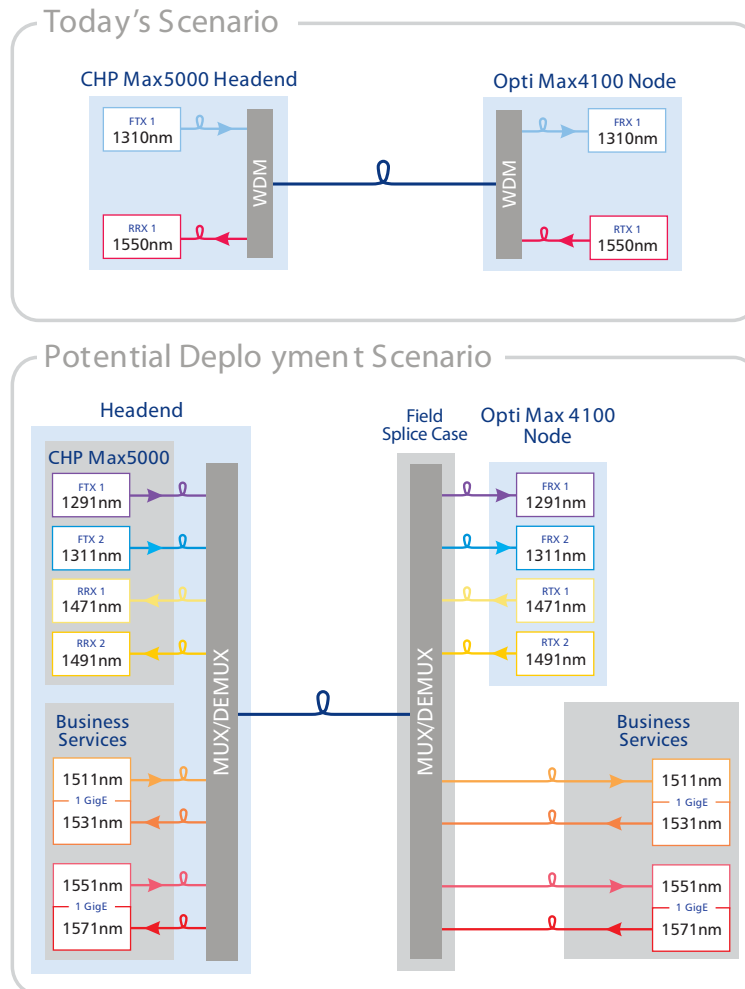 Today's Scenario
CHP Max5000 Headend
Opti Max4100 Node
FTX 1
1310nm
WDM
RRX 1
1550nm
WDM
FRX 1
1310nm
RTX 1
1550nm
Potential Deplo yment Scenario
Headend
CHP Max5000
FTX 1
1291nm
FTX 2
1311nm
RRX 1
1471nm
RRX 2
1491nm
Business
Services
1511nm
1 GigE
1531nm
1551nm
1 GigE
1571nm
MUX/DEMUX
Field
Splice Case
MUX/DEMUX
Opti Max 4100
Node
FRX 1
1291nm
FRX 2
1311nm
RTX 1
1471nm
RTX 2
1491nm
Business
Services
1511nm
1 GigE
1531nm
1551nm
1 GigE
1571nm